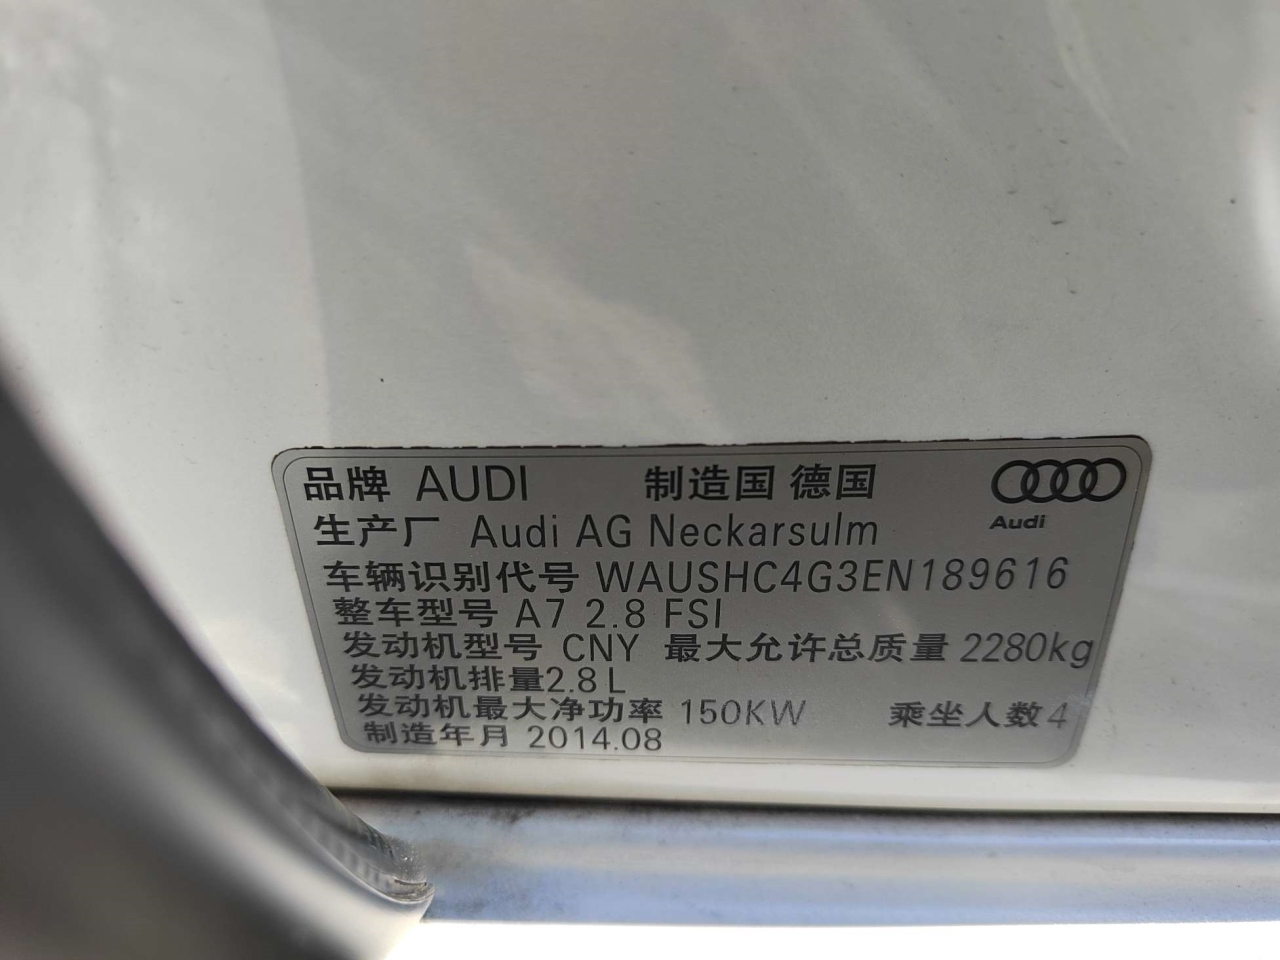 品牌 AUDI 制造国 德国
Audi
生产厂 Audi AG Neckarsulm
车辆识别代号 WAUSHC4G3EN189616
整车型号 A7 2.8 FSI
发动机型号 CNY 最大允许总质量 2280kg
发动机排量2.8L
发动机最大净功率 150KW 乘坐人数4
制造年月 2014.08